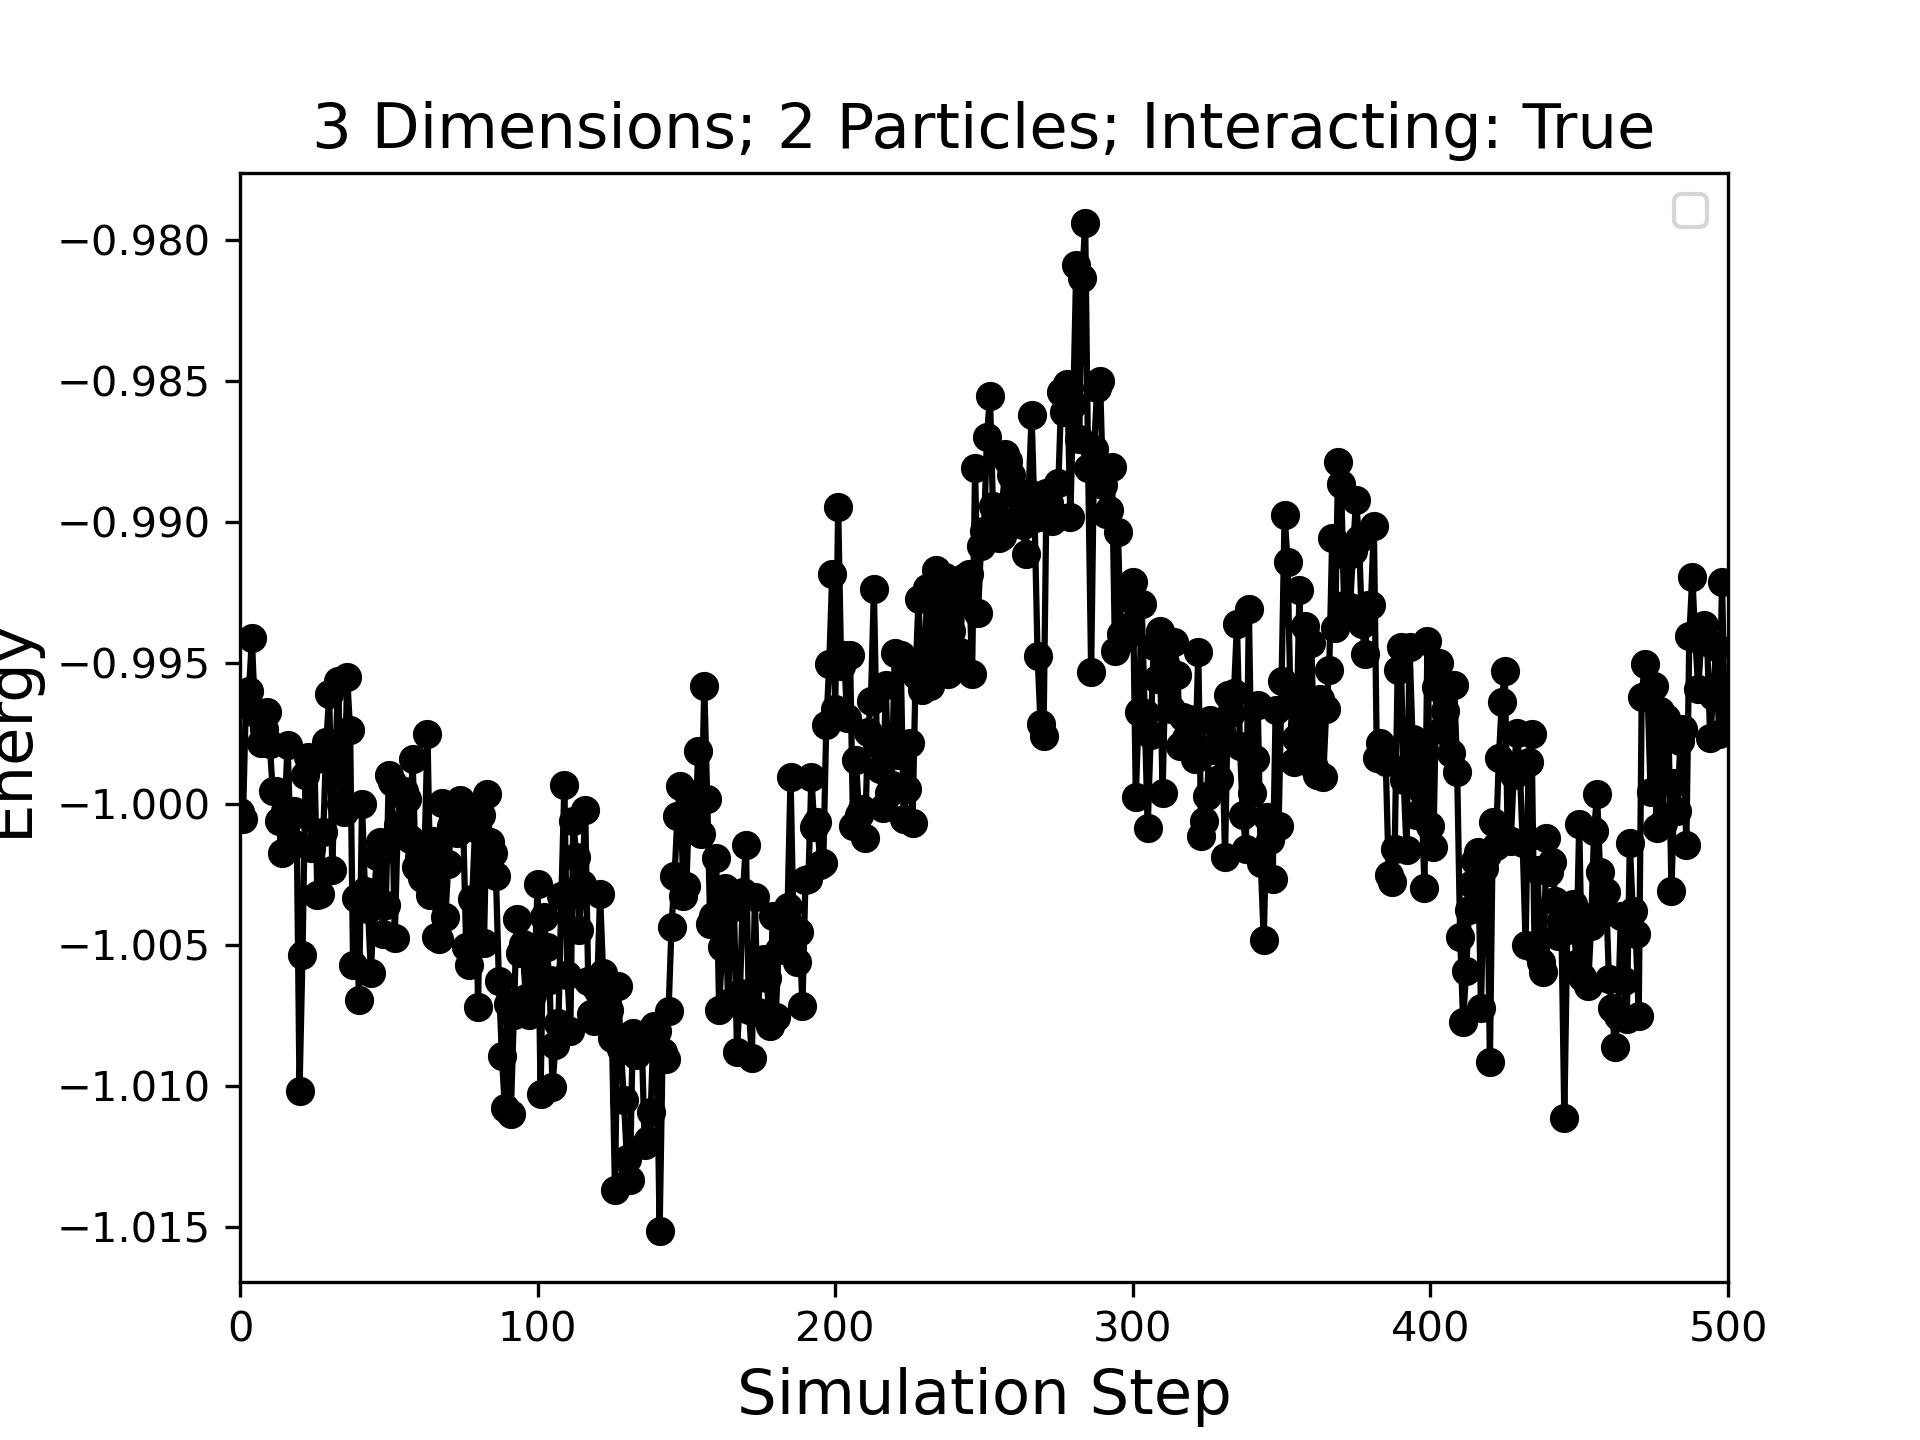 3 Dimensions; 2 Particles; Interacting: True
−0.980
−0.985
−0.990
−0.995
−1.000
−1.005
−1.010
−1.015
Energy
0 100 200 300 400 500
Simulation Step